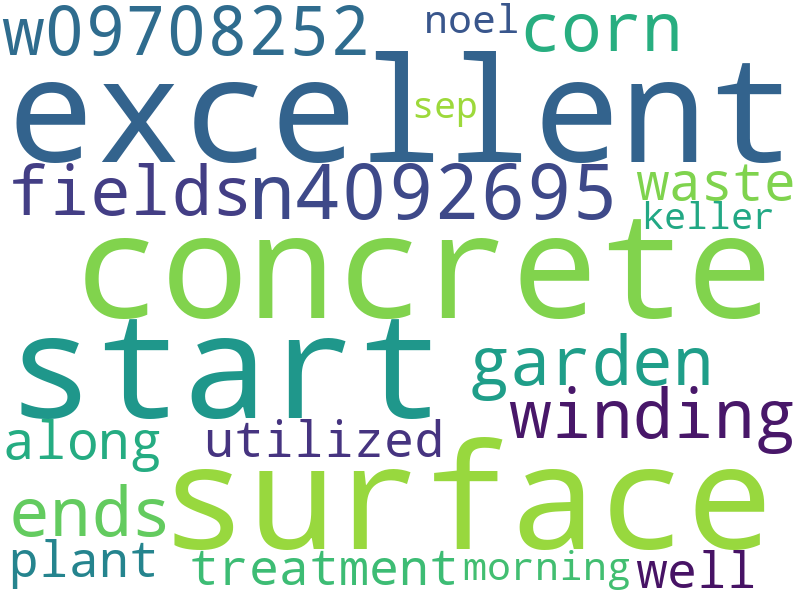 w09708252 noel corn
excellent
sep
fields n4092695 waste
keller
concrete
start
garden
winding
along utilized
surface
ends
plant treatment morning well